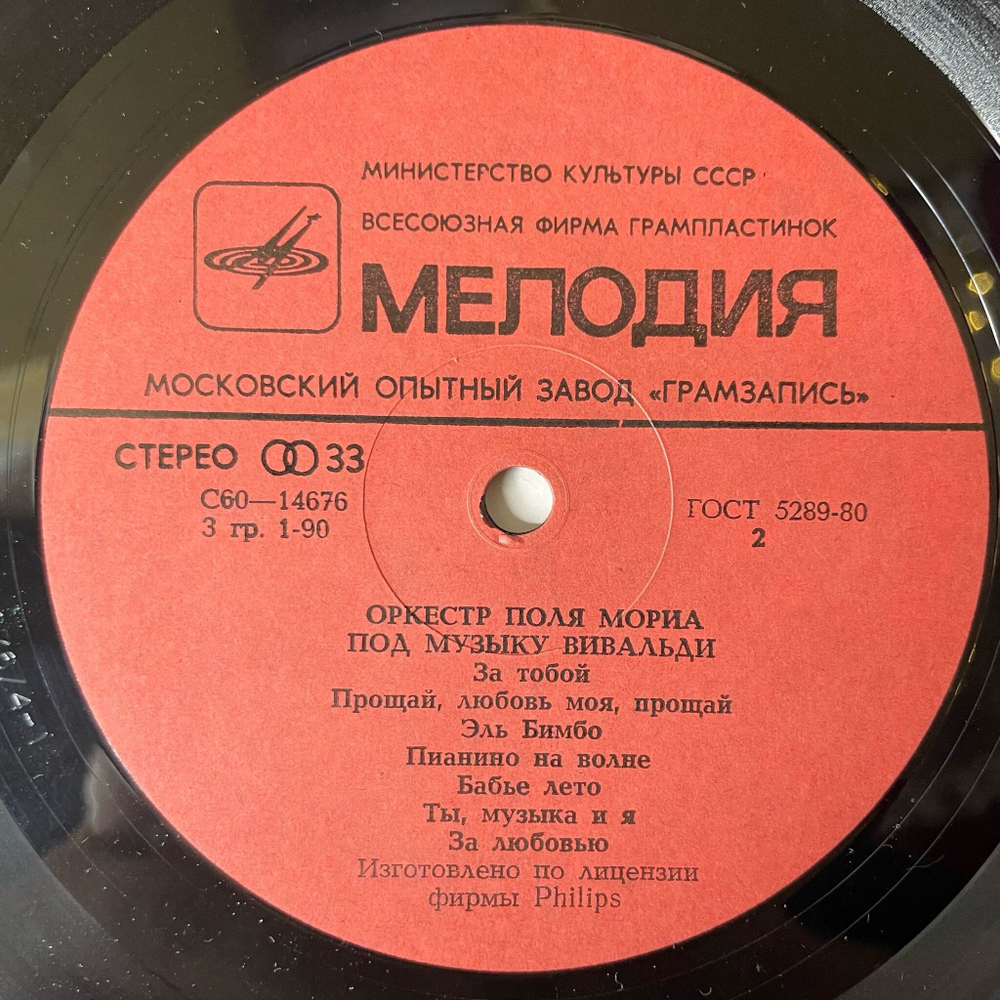 МИНИСТЕРСТВО КУЛЬТУРЫ СССР
ВСЕСОЮЗНАЯ ФИРМА ГРАМПЛАСТИНОК
МЕЛОДИЯ
МОСКОВСКИЙ ОПЫТНЫЙ ЗАВОД «ГРАМЗАПИСЬ»
СТЕРЕО 33
С60—14676
3 гр. 1-90
ГОСТ 5289-80
2
ОРКЕСТР ПОЛЯ МОРИА
ПОД МУЗЫКУ ВИВАЛЬДИ
За тобой
Прощай, любовь моя, прощай
Эль Бимбо
Пианино на волне
Бабье лето
Ты, музыка и я
За любовью
Изготовлено по лицензии
фирмы Philips